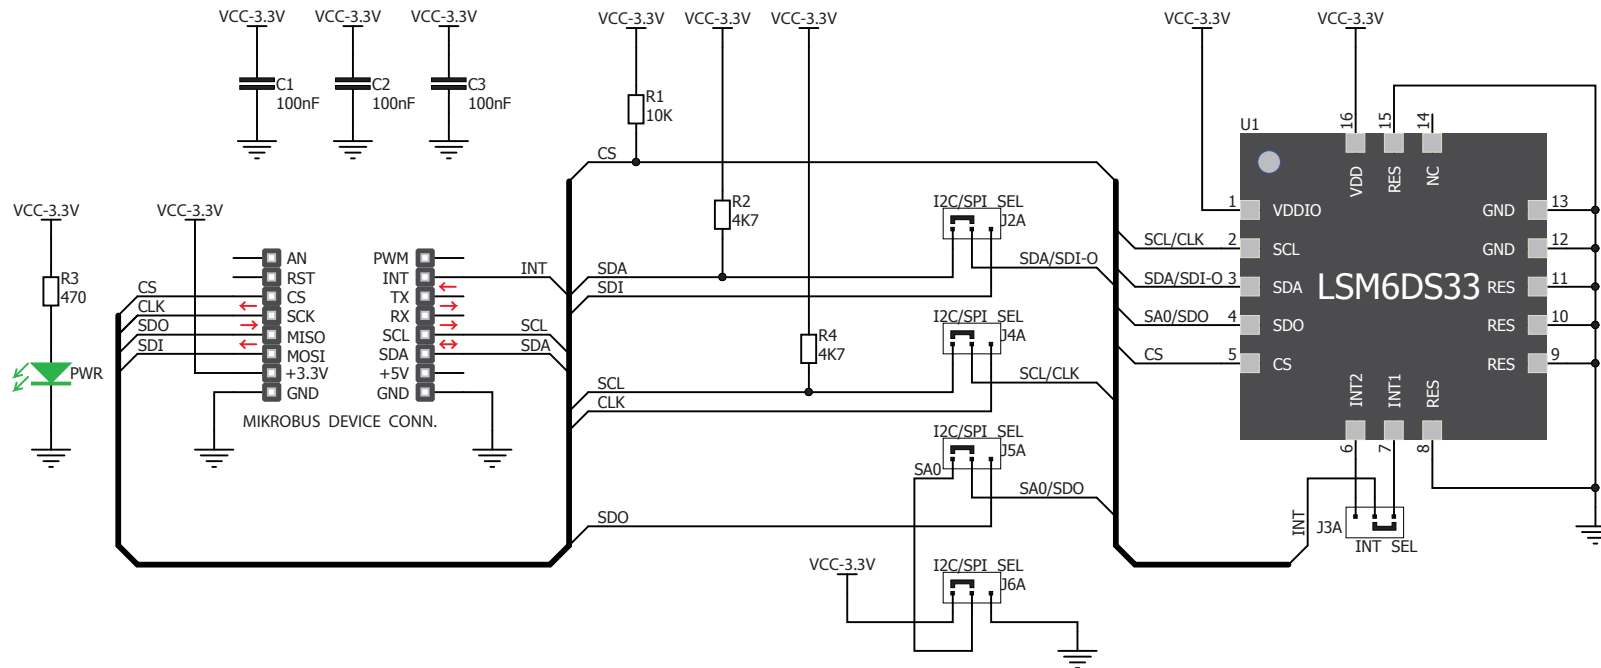 VCC-3.3V VCC-3.3V VCC-3.3V VCC-3.3V VCC-3.3V VCC-3.3V VCC-3.3V VCC-3.3V
C1
100nF
C2
100nF
C3
100nF
R1
10K
CS
U1
16
15
14
VDD
RES
NC
VCC-3.3V
VCC-3.3V
R3
470
PWR
AN
RST
CS
SCK
MISO
MOSI
+3.3V
GND
PWM
INT
TX
RX
SCL
SDA
+5V
GND
MIKROBUS DEVICE CONN.
CS
CLK
SDO
SDI
INT
SCL
SDA
R2
4K7
SDA
SDI
I2C/SPI SEL
J2A
SDA/SDI-O
R4
4K7
SCL
CLK
I2C/SPI SEL
J4A
SCL/CLK
I2C/SPI SEL
J5A
SA0
SA0/SDO
SDO
VCC-3.3V
I2C/SPI SEL
J6A
SCL/CLK
SDA/SDI-O
SA0/SDO
CS
1 VDDIO
2 SCL
3 SDA
4 SDO
5 CS
LSM6DS33
GND 13
GND 12
RES 11
RES 10
RES 9
INT2
INT1
RES
6
7
8
INT
J3A
INT SEL